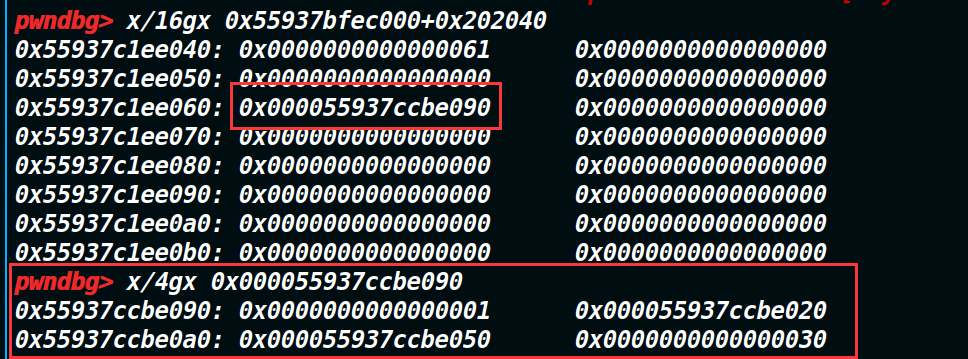 pwndbg> x/16gx 0x55937bfec000+0x202040
0x55937c1ee040: 0x0000000000000061 0x0000000000000000
0x55937c1ee050: 0x0000000000000000 0x0000000000000000
0x55937c1ee060: 0x000055937ccbe090 0x0000000000000000
0x55937c1ee070: 0x0000000000000000 0x0000000000000000
0x55937c1ee080: 0x0000000000000000 0x0000000000000000
0x55937c1ee090: 0x0000000000000000 0x0000000000000000
0x55937c1ee0a0: 0x0000000000000000 0x0000000000000000
0x55937c1ee0b0: 0x0000000000000000 0x0000000000000000
pwndbg> x/4gx 0x000055937ccbe090
0x55937ccbe090: 0x0000000000000001 0x000055937ccbe020
0x55937ccbe0a0: 0x000055937ccbe050 0x0000000000000030